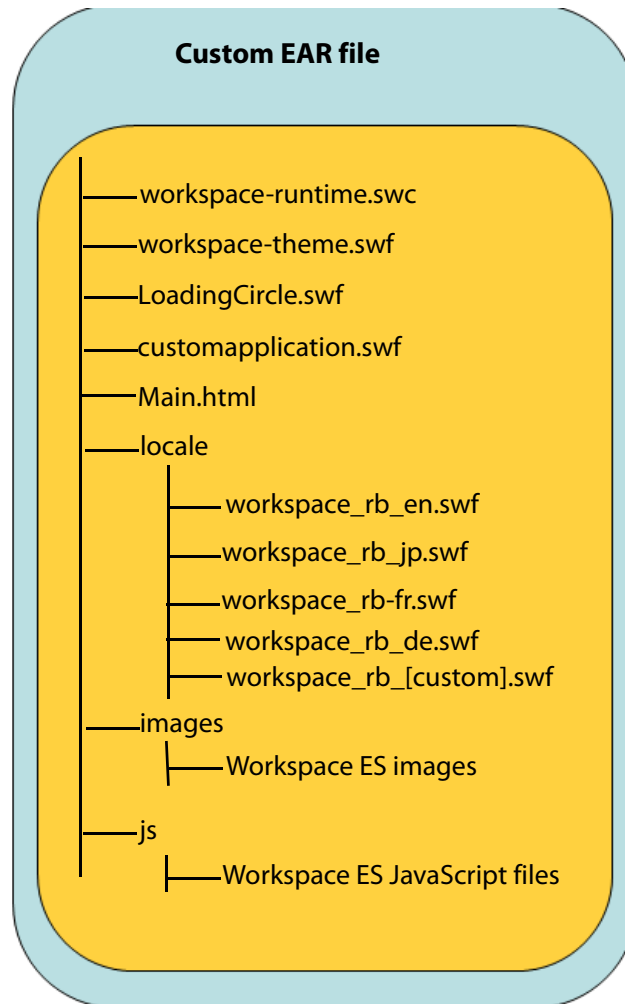 Custom EAR file
workspace-runtime.swc
workspace-theme.swf
LoadingCircle.swf
customapplication.swf
Main.html
locale
workspace_rb_en.swf
workspace_rb_jp.swf
workspace_rb-fr.swf
workspace_rb_de.swf
workspace_rb_[custom].swf
images
Workspace ES images
js
Workspace ES JavaScript files